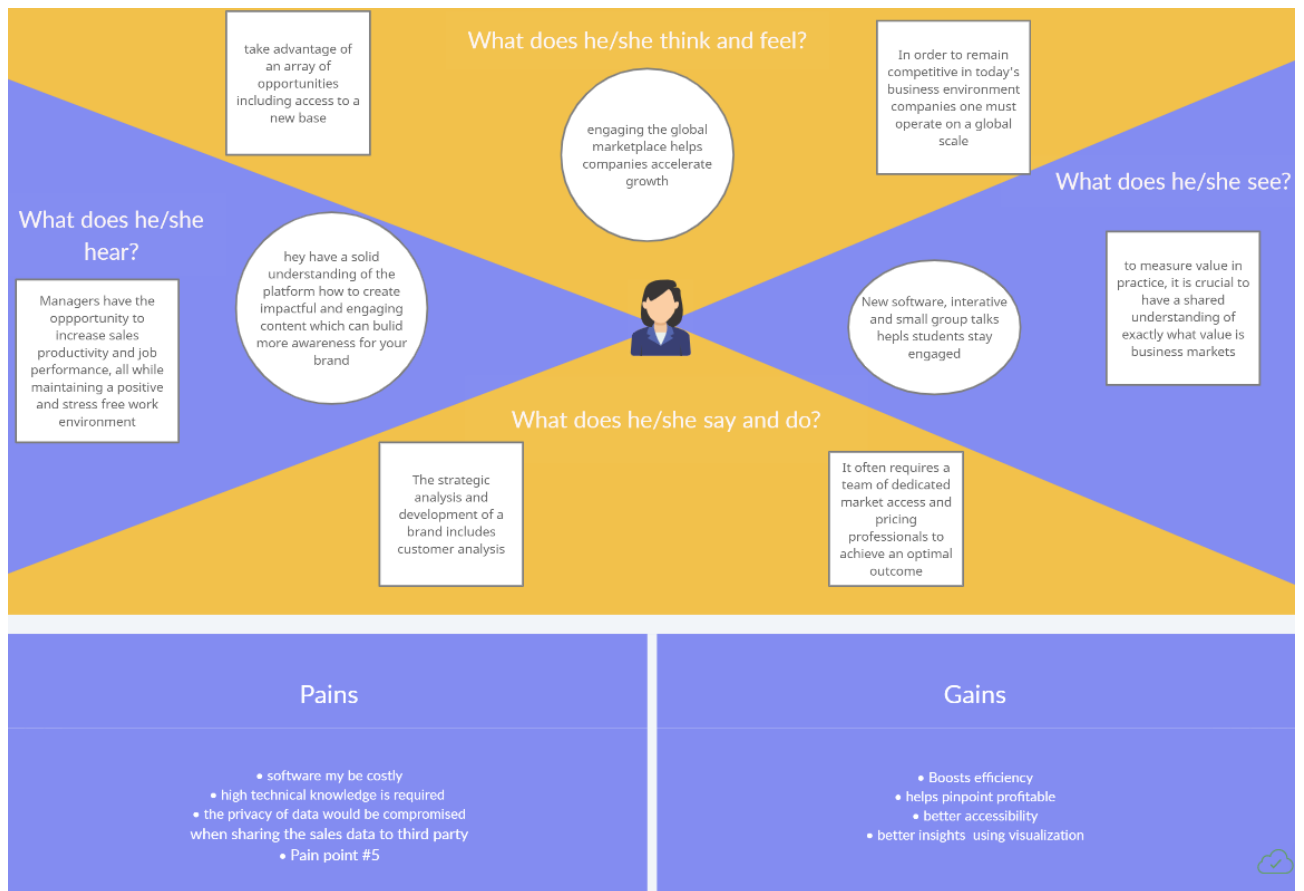 What does he/she think and feel?
take advantage of
an array of
opportunities
including access to a
new base
engaging the global
marketplace helps
companies accelerate
growth
In order to remain
competitive in today's
business environment
companies one must
operate on a global
scale
What does he/she see?
What does he/she
hear?
Managers have the
oppportunity to
increase sales
productivity and job
performance, all while
maintaining a positive
and stress free work
environment
hey have a solid
understanding of the
platform how to create
impactful and engaging
content which can bulid
more awareness for your
brand
New software, interative
and small group talks
hepls students stay
engaged
to measure value in
practice, it is crucial to
have a shared
understanding of
exactly what value is
business markets
What does he/she say and do?
The strategic
analysis and
development of a
brand includes
customer analysis
It often requires a
team of dedicated
market access and
pricing
professionals to
achieve an optimal
outcome
Pains
• software my be costly
• high technical knowledge is required
• the privacy of data would be compromised
when sharing the sales data to third party
• Pain point #5
Gains
• Boosts efficiency
• helps pinpoint profitable
• better accessibility
• better insights using visualization